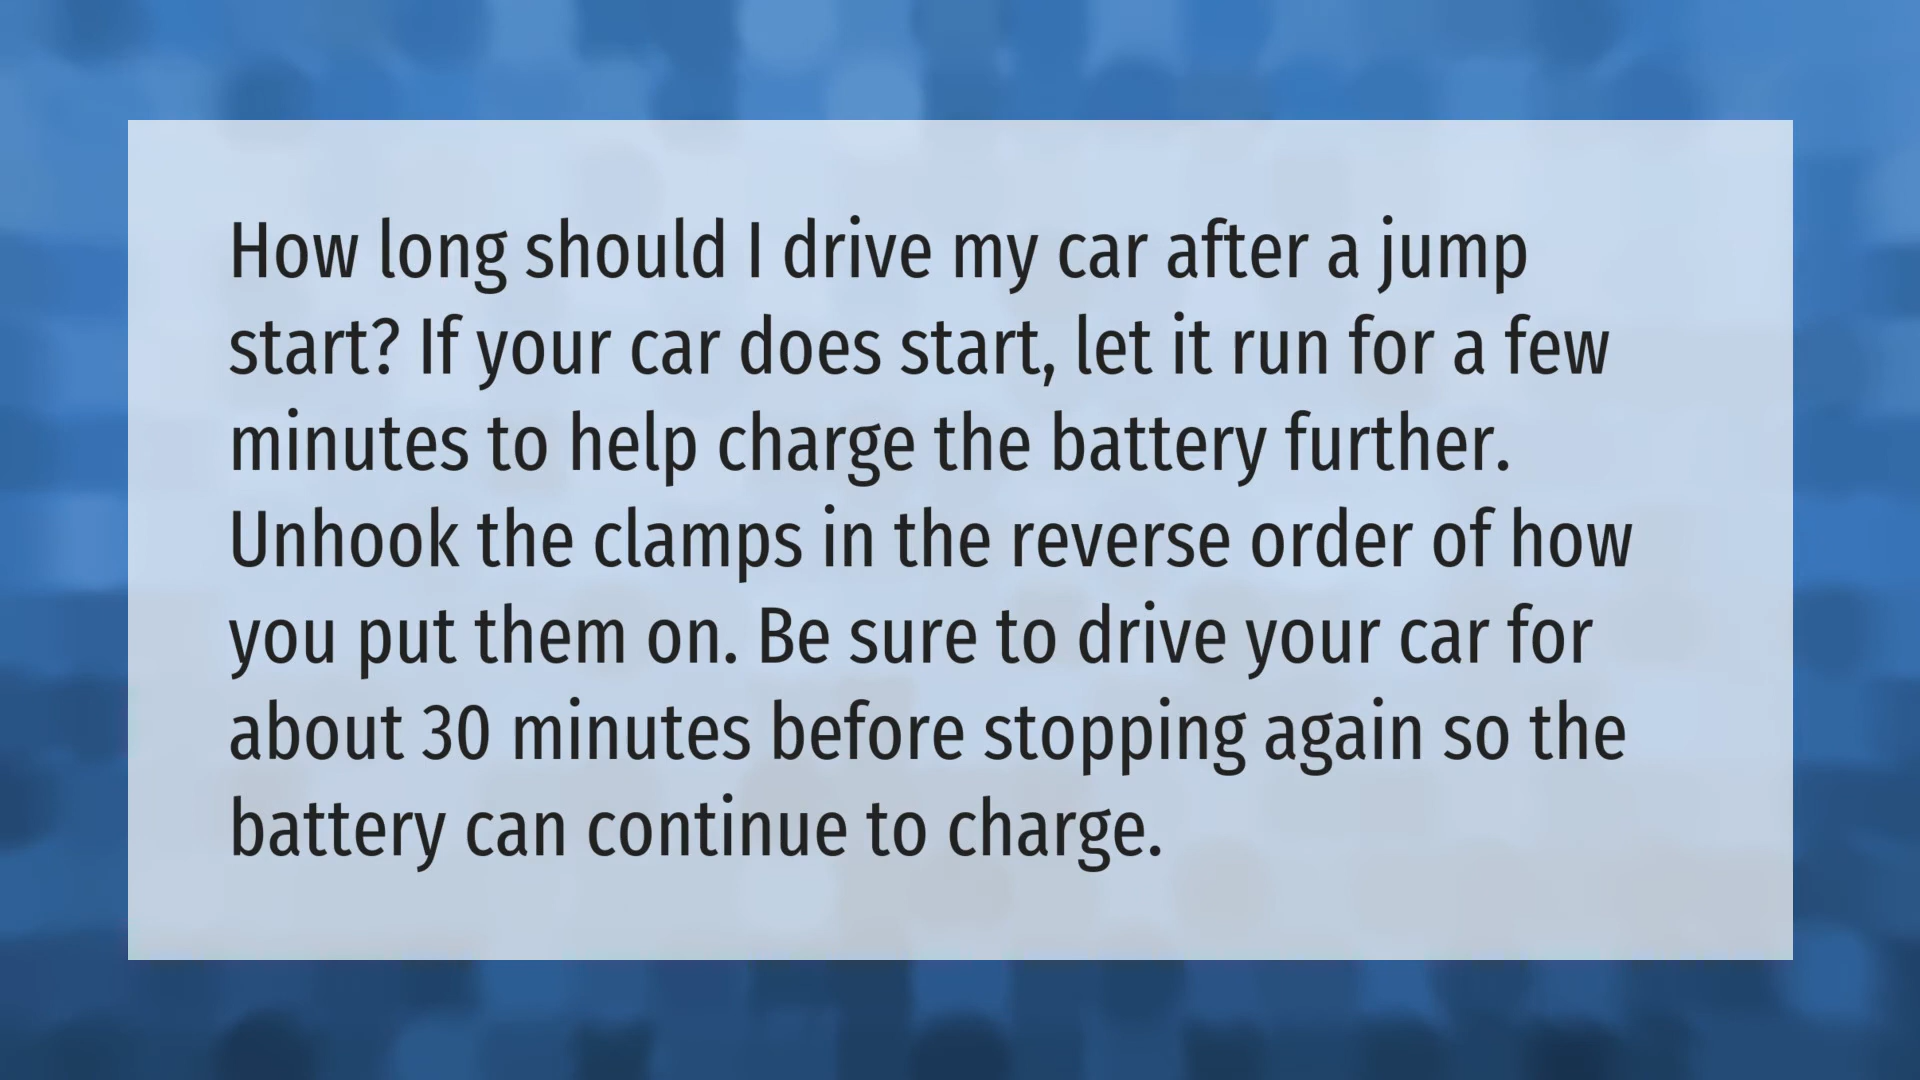 How long should I drive my car after a jump
start? If your car does start, let it run for a few
minutes to help charge the battery further.
Unhook the clamps in the reverse order of how
you put them on. Be sure to drive your car for
about 30 minutes before stopping again so the
battery can continue to charge.